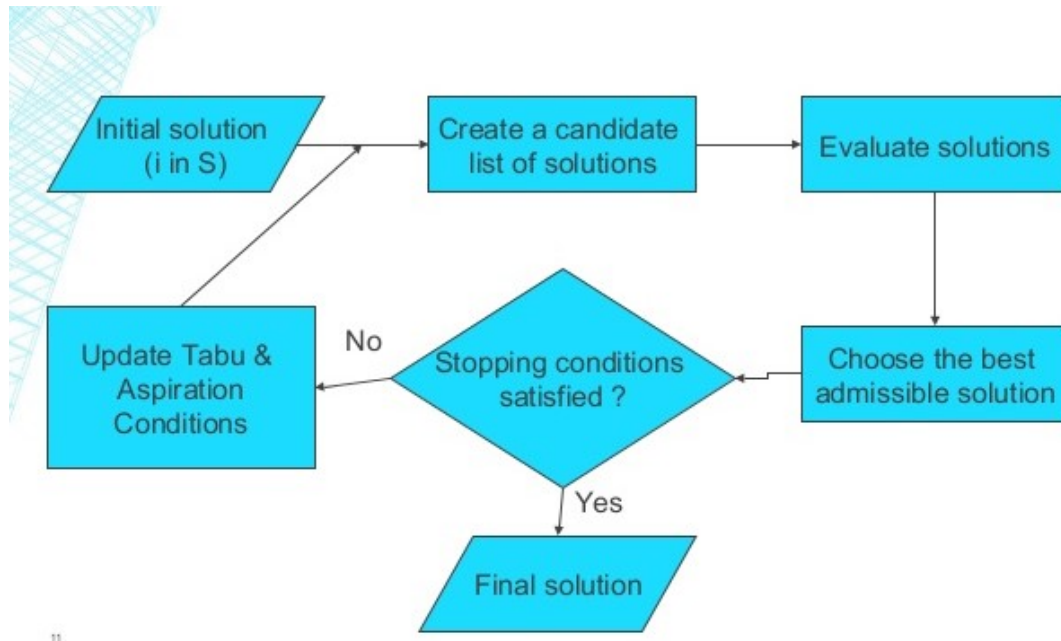 Initial solution
(i in S)
Create a candidate
list of solutions
Evaluate solutions
Update Tabu &
Aspiration
Conditions
No
Stopping conditions
satisfied ?
Choose the best
admissible solution
Yes
Final solution
11